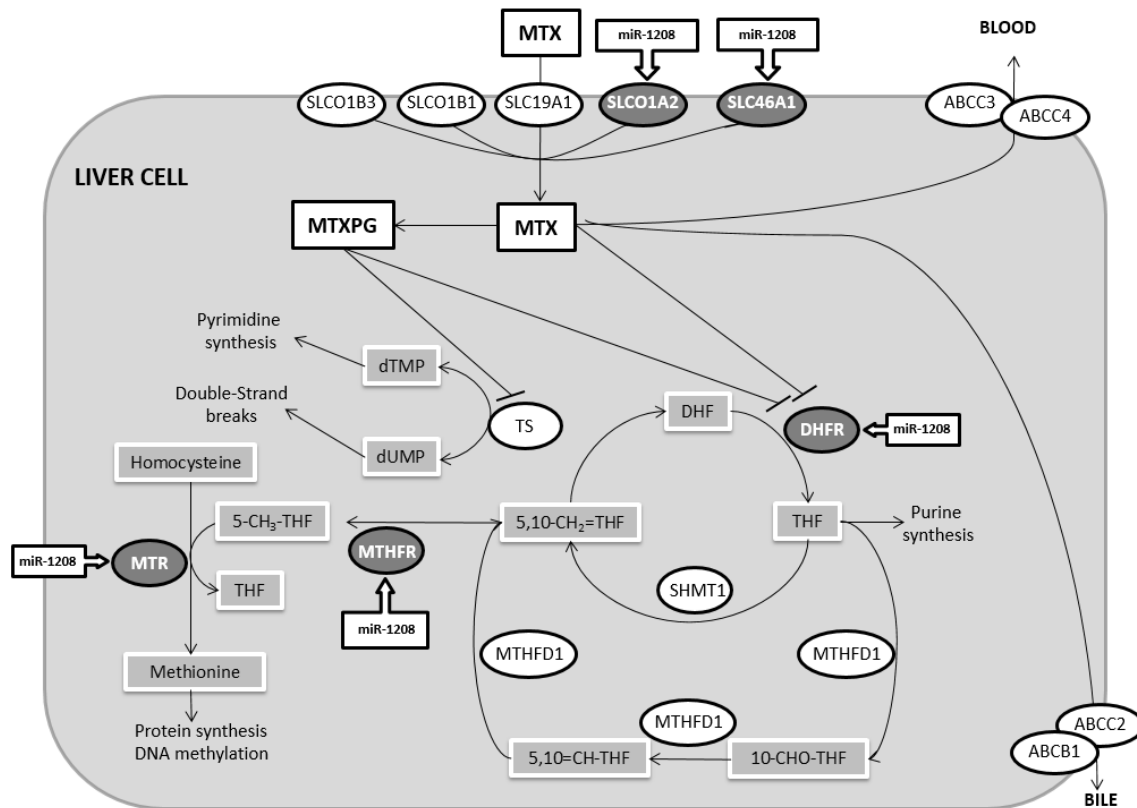 MTX
miR-1208
miR-1208
BLOOD
SLCO1B3
SLCO1B1
SLC19A1
SLCO1A2
SLC46A1
ABCC3
ABCC4
LIVER CELL
MTXPG
MTX
Pyrimidine
synthesis
dTMP
Double-Strand
breaks
TS
DHF
DHFR
miR-1208
dUMP
Homocysteine
5-CH₃-THF
5,10-CH₂=THF
THF
Purine
synthesis
miR-1208
MTR
MTHFR
THF
SHMT1
miR-1208
Methionine
MTHFD1
MTHFD1
Protein synthesis
DNA methylation
MTHFD1
5,10=CH-THF
10-CHO-THF
ABCC2
ABCB1
BILE